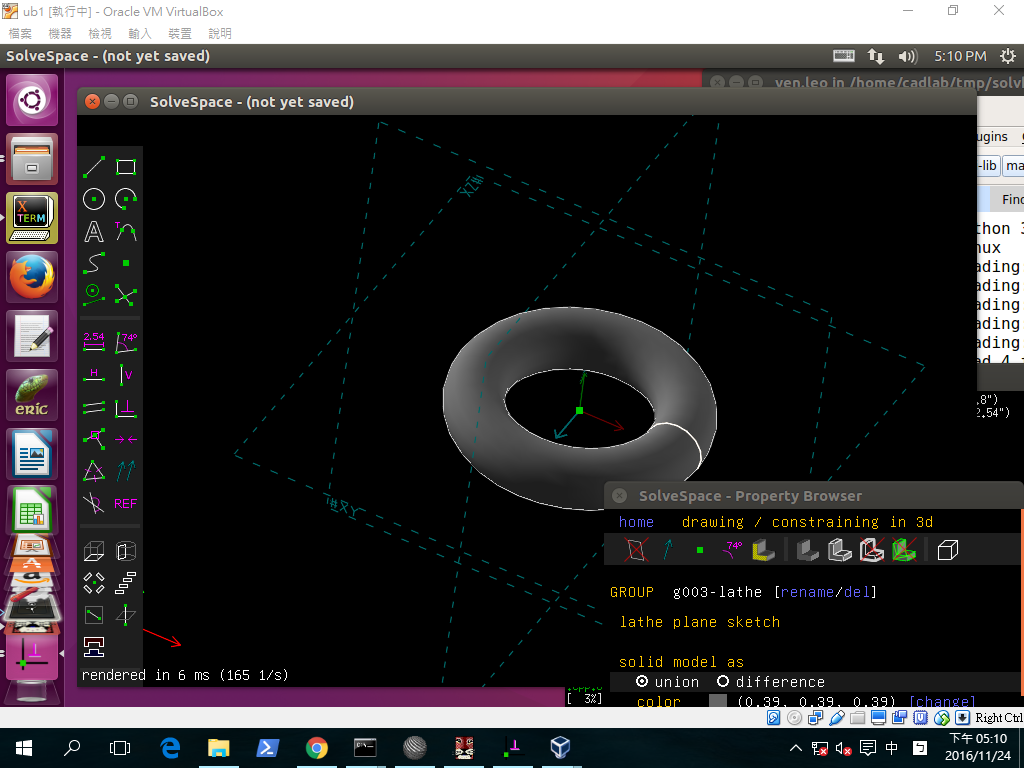 ub1 [執行中] - Oracle VM VirtualBox
檔案 機器 檢視 輸入 裝置 說明
SolveSpace - (not yet saved)
5:10 PM
yen.leo in /home/cadlab/tmp/solv
SolveSpace - (not yet saved)
ugins
-lib
ma
Find
thon 3
nux
ading
ading
ading
ading
ading
.8")
2.54")
X
TERM
eric
A
T
2.54
74°
H
V
REF
rendered in 6 ms (165 1/s)
SolveSpace - Property Browser
home drawing / constraining in 3d
74°
GROUP g003-lathe [rename/del]
lathe plane sketch
solid model as
union difference
color (0.39, 0.39, 0.39) [change]
[ 3%]
Right Ctrl
中
下午 05:10
2016/11/24